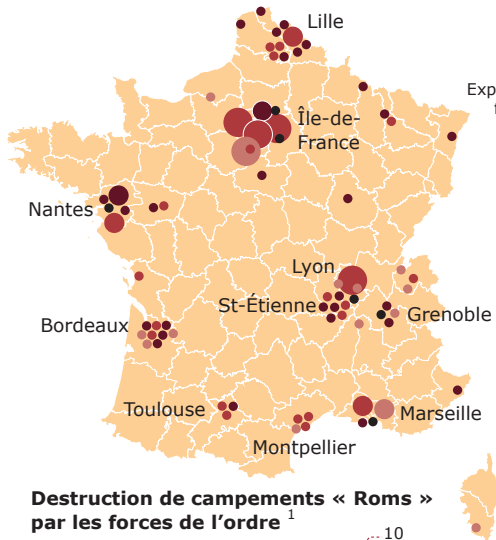 Lille
Exp
f
Île-de-
France
Nantes
Lyon
St-Étienne
Grenoble
Bordeaux
Toulouse
Marseille
Montpellier
Destruction de campements « Roms »
par les forces de l'ordre 1
10